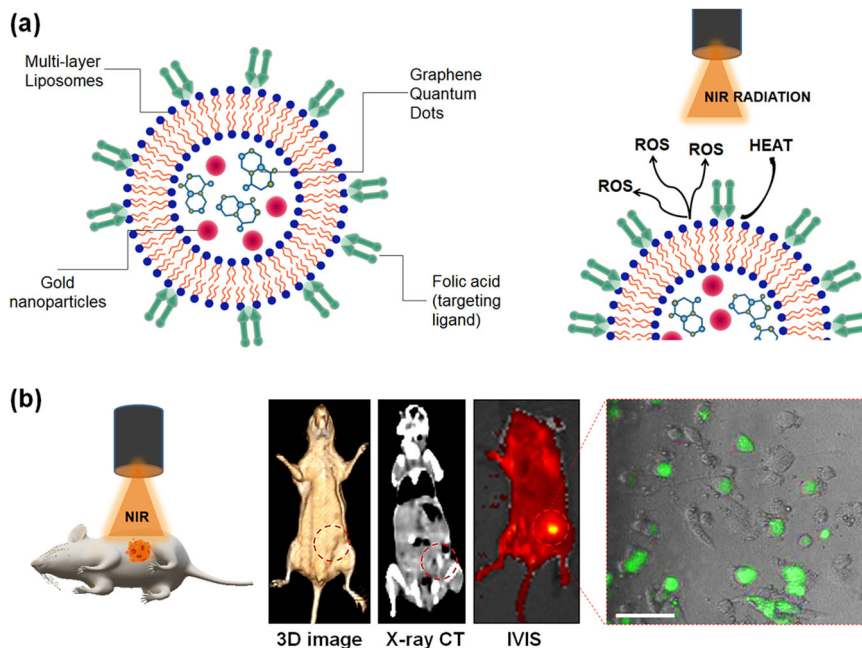 (a)
Multi-layer
Liposomes
Graphene
Quantum
Dots
Gold
nanoparticles
Folic acid
(targeting
ligand)
NIR RADIATION
ROS
ROS
ROS
HEAT
(b)
NIR
3D image
X-ray CT
IVIS